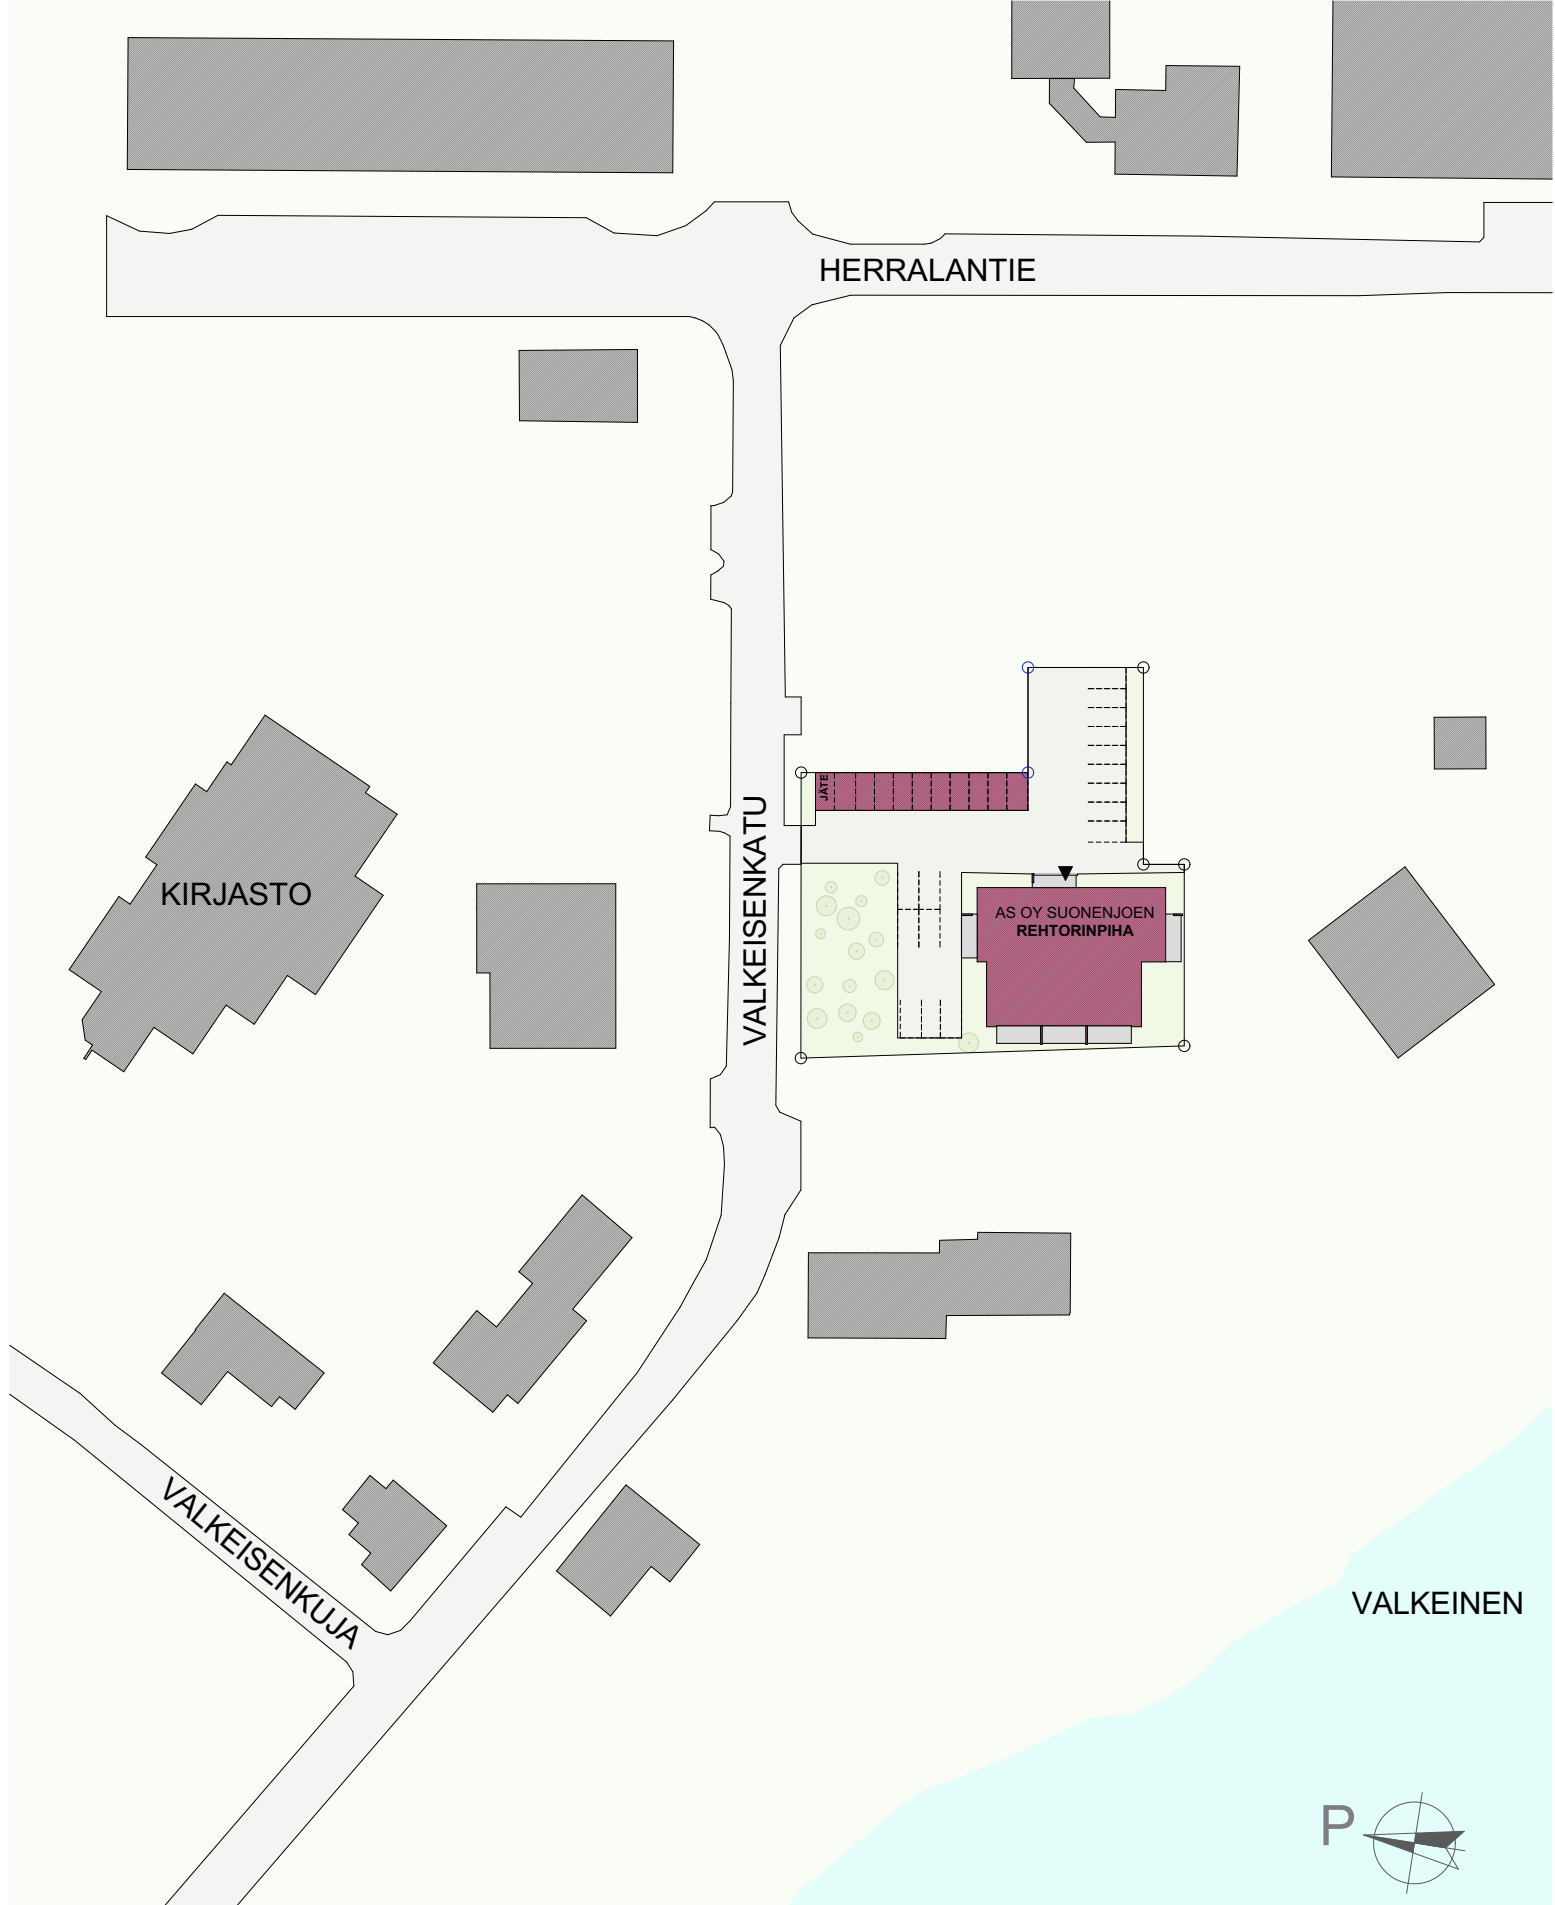 HERRALANTIE
JÄTE
VALKEISENKATU
KIRJASTO
AS OY SUONENJOEN
REHTORINPIHA
VALKEISENKUJA
VALKEINEN
P